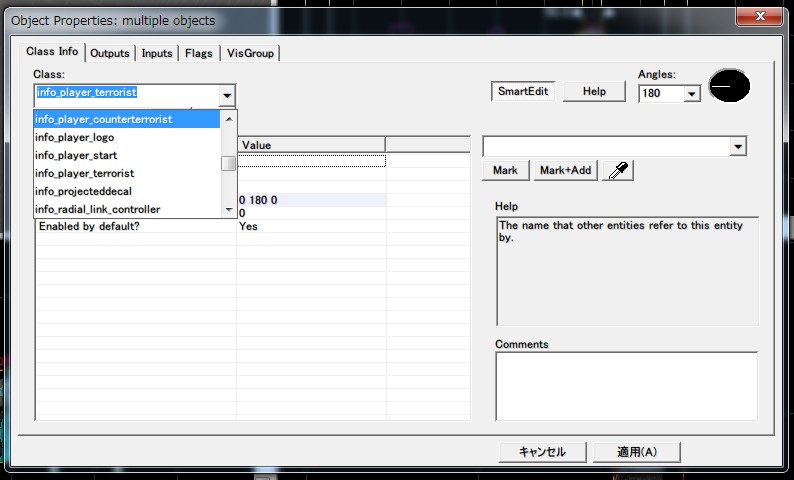 Object Properties: multiple objects
Class Info Outputs Inputs Flags VisGroup
Class:
info_player_terrorist
info_player_counterterrorist
info_player_logo
info_player_start
info_player_terrorist
info_projecteddecal
info_radial_link_controller
SmartEdit
Help
Angles:
180
Value
0 180 0
0
Enabled by default? Yes
Mark Mark+Add
Help
The name that other entities refer to this entity
by.
Comments
キャンセル 適用(A)